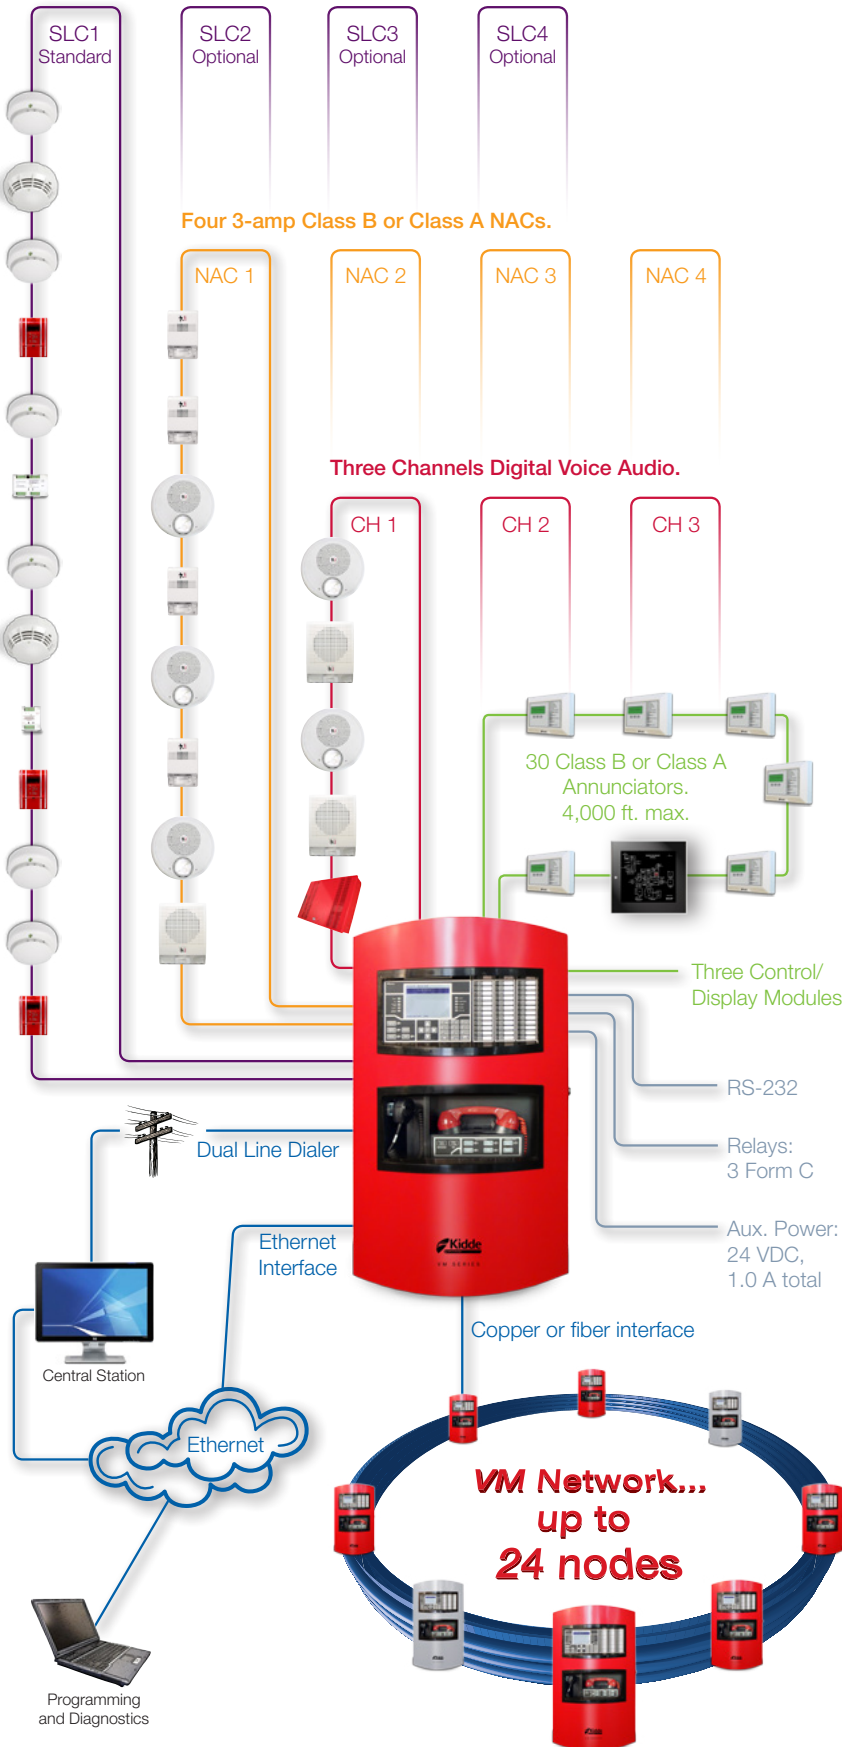 SLC1
Standard
SLC2
Optional
SLC3
Optional
SLC4
Optional
Four 3-amp Class B or Class A NACs.
NAC 1
NAC 2
NAC 3
NAC 4
Three Channels Digital Voice Audio.
CH 1
CH 2
CH 3
30 Class B or Class A
Annunciators.
4,000 ft. max.
Three Control/
Display Modules
RS-232
Relays:
3 Form C
Aux. Power:
24 VDC,
1.0 A total
Dual Line Dialer
Ethernet
Interface
Kidde
VM SERIES
Copper or fiber interface
Central Station
Ethernet
VM Network...
up to
24 nodes
Programming
and Diagnostics